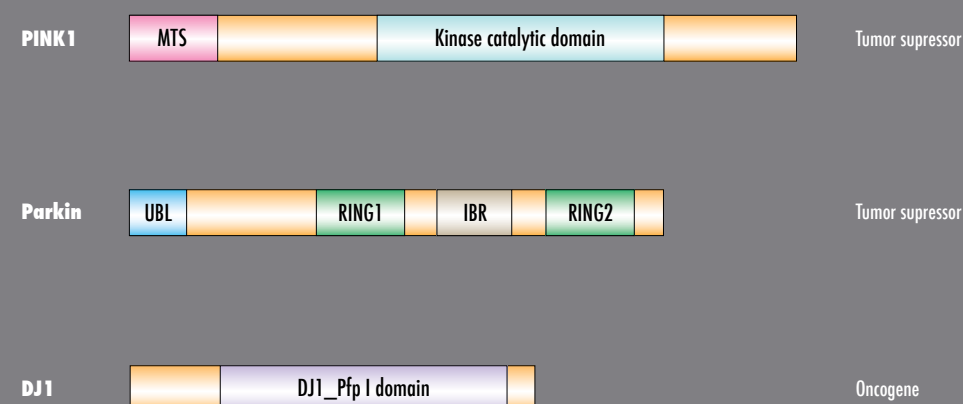 PINK1 MTS Kinase catalytic domain Tumor supressor
Parkin UBL RING1 IBR RING2 Tumor supressor
DJ1 DJ1_Pfp I domain Oncogene